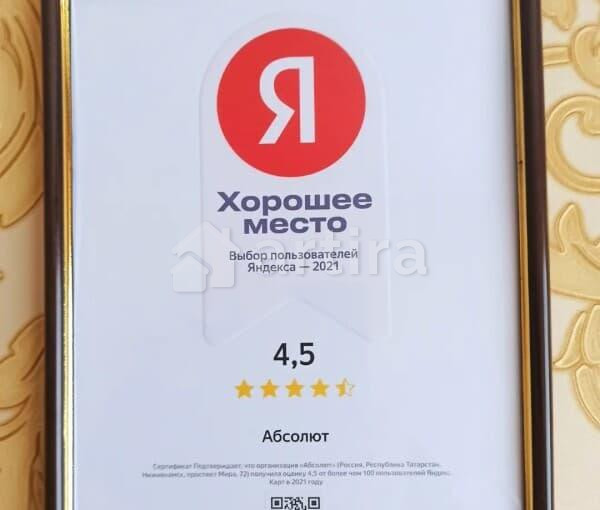 Я
Хорошее
место
Выбор пользователей
Яндекса — 2021
artira
4,5
Абсолют
Сертификат Подтверждает, что организация «Абсолют» (Россия, Республика Татарстан,
Нижнекамск, проспект Мира, 72) получила оценку 4,5 от более чем 100 пользователей Яндекс.
Карт в 2021 году